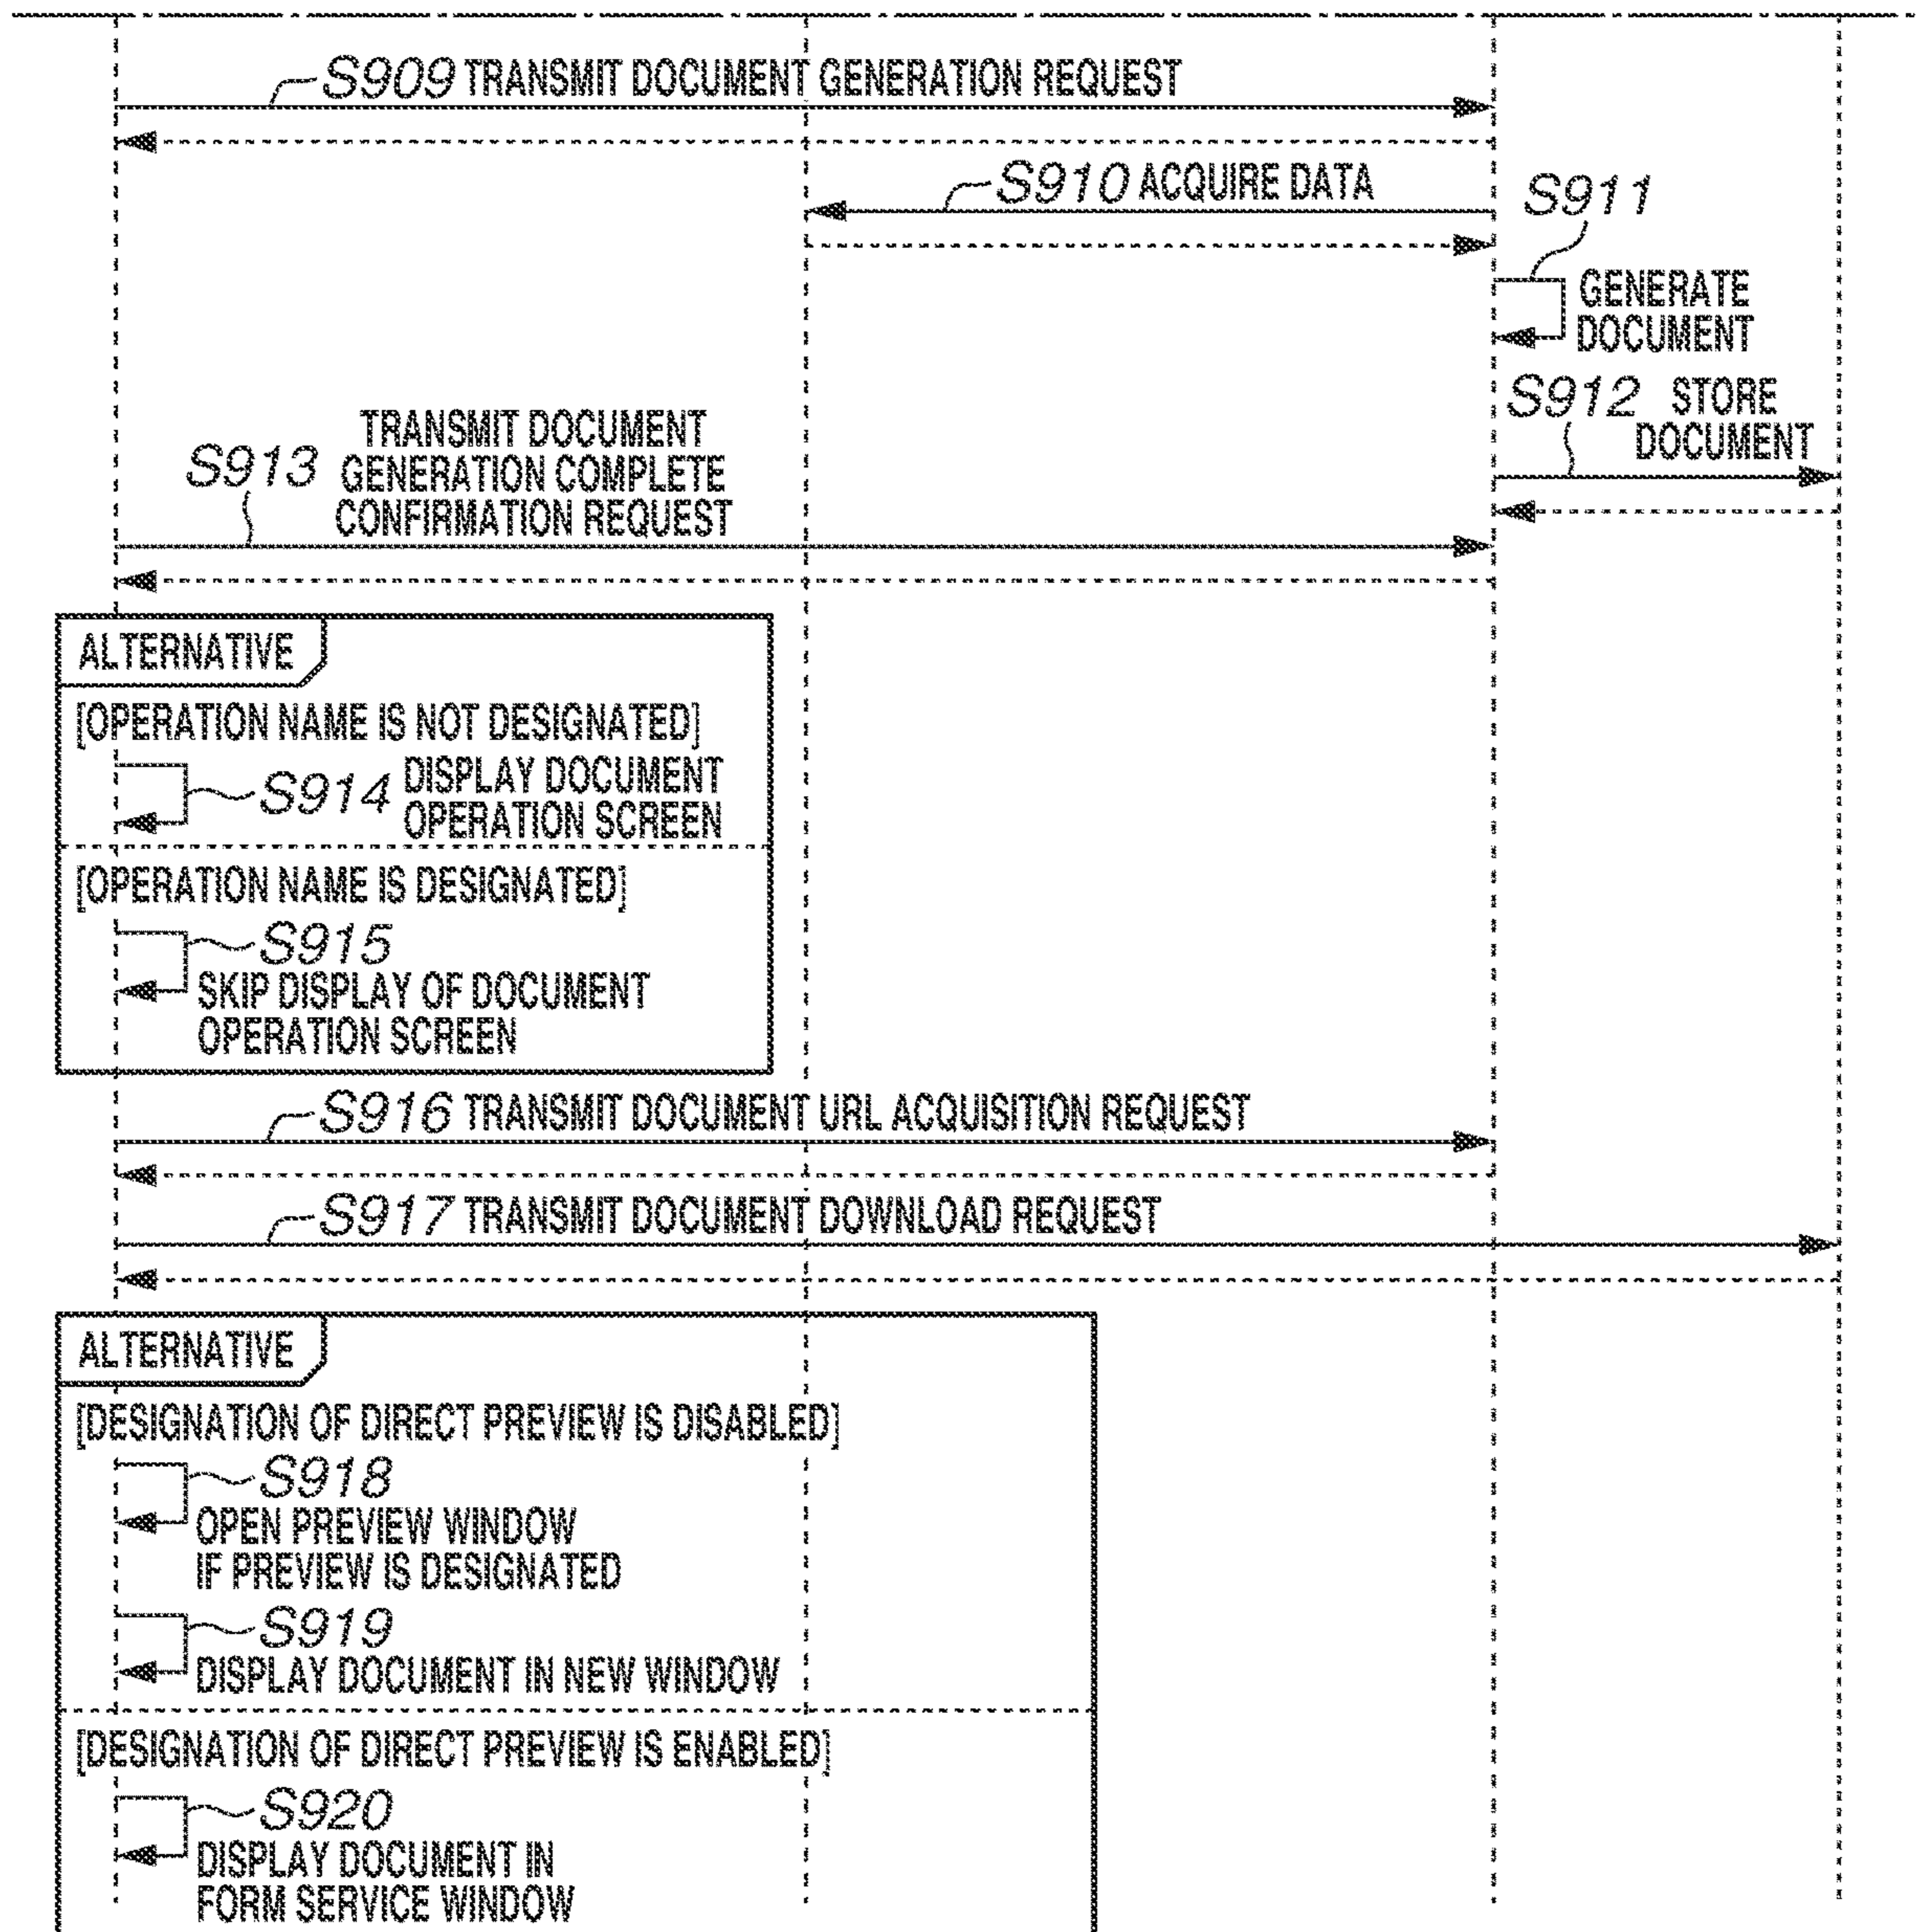 S909 TRANSMIT DOCUMENT GENERATION REQUEST
S910 ACQUIRE DATA
S911
GENERATE
DOCUMENT
S912 STORE
DOCUMENT
TRANSMIT DOCUMENT
S913 GENERATION COMPLETE
CONFIRMATION REQUEST
ALTERNATIVE
[OPERATION NAME IS NOT DESIGNATED]
S914 DISPLAY DOCUMENT
OPERATION SCREEN
[OPERATION NAME IS DESIGNATED]
S915
SKIP DISPLAY OF DOCUMENT
OPERATION SCREEN
S916 TRANSMIT DOCUMENT URL ACQUISITION REQUEST
S917 TRANSMIT DOCUMENT DOWNLOAD REQUEST
ALTERNATIVE
[DESIGNATION OF DIRECT PREVIEW IS DISABLED]
S918
OPEN PREVIEW WINDOW
IF PREVIEW IS DESIGNATED
S919
DISPLAY DOCUMENT IN NEW WINDOW
[DESIGNATION OF DIRECT PREVIEW IS ENABLED]
S920
DISPLAY DOCUMENT IN
FORM SERVICE WINDOW